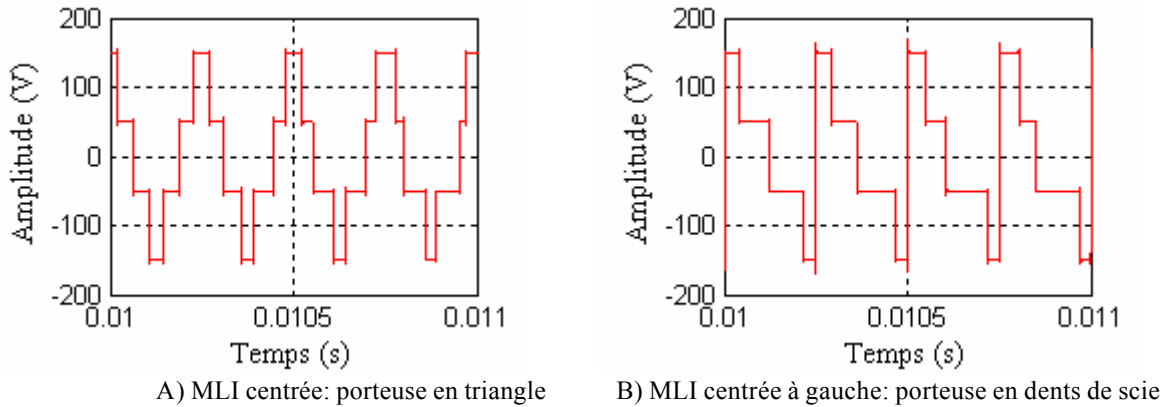 200
100
0
-100
-200
Amplitude (V)
0.01
0.0105
0.011
Temps (s)
200
100
0
-100
-200
Amplitude (V)
0.01
0.0105
0.011
Temps (s)
A) MLI centrée: porteuse en triangle
B) MLI centrée à gauche: porteuse en dents de scie